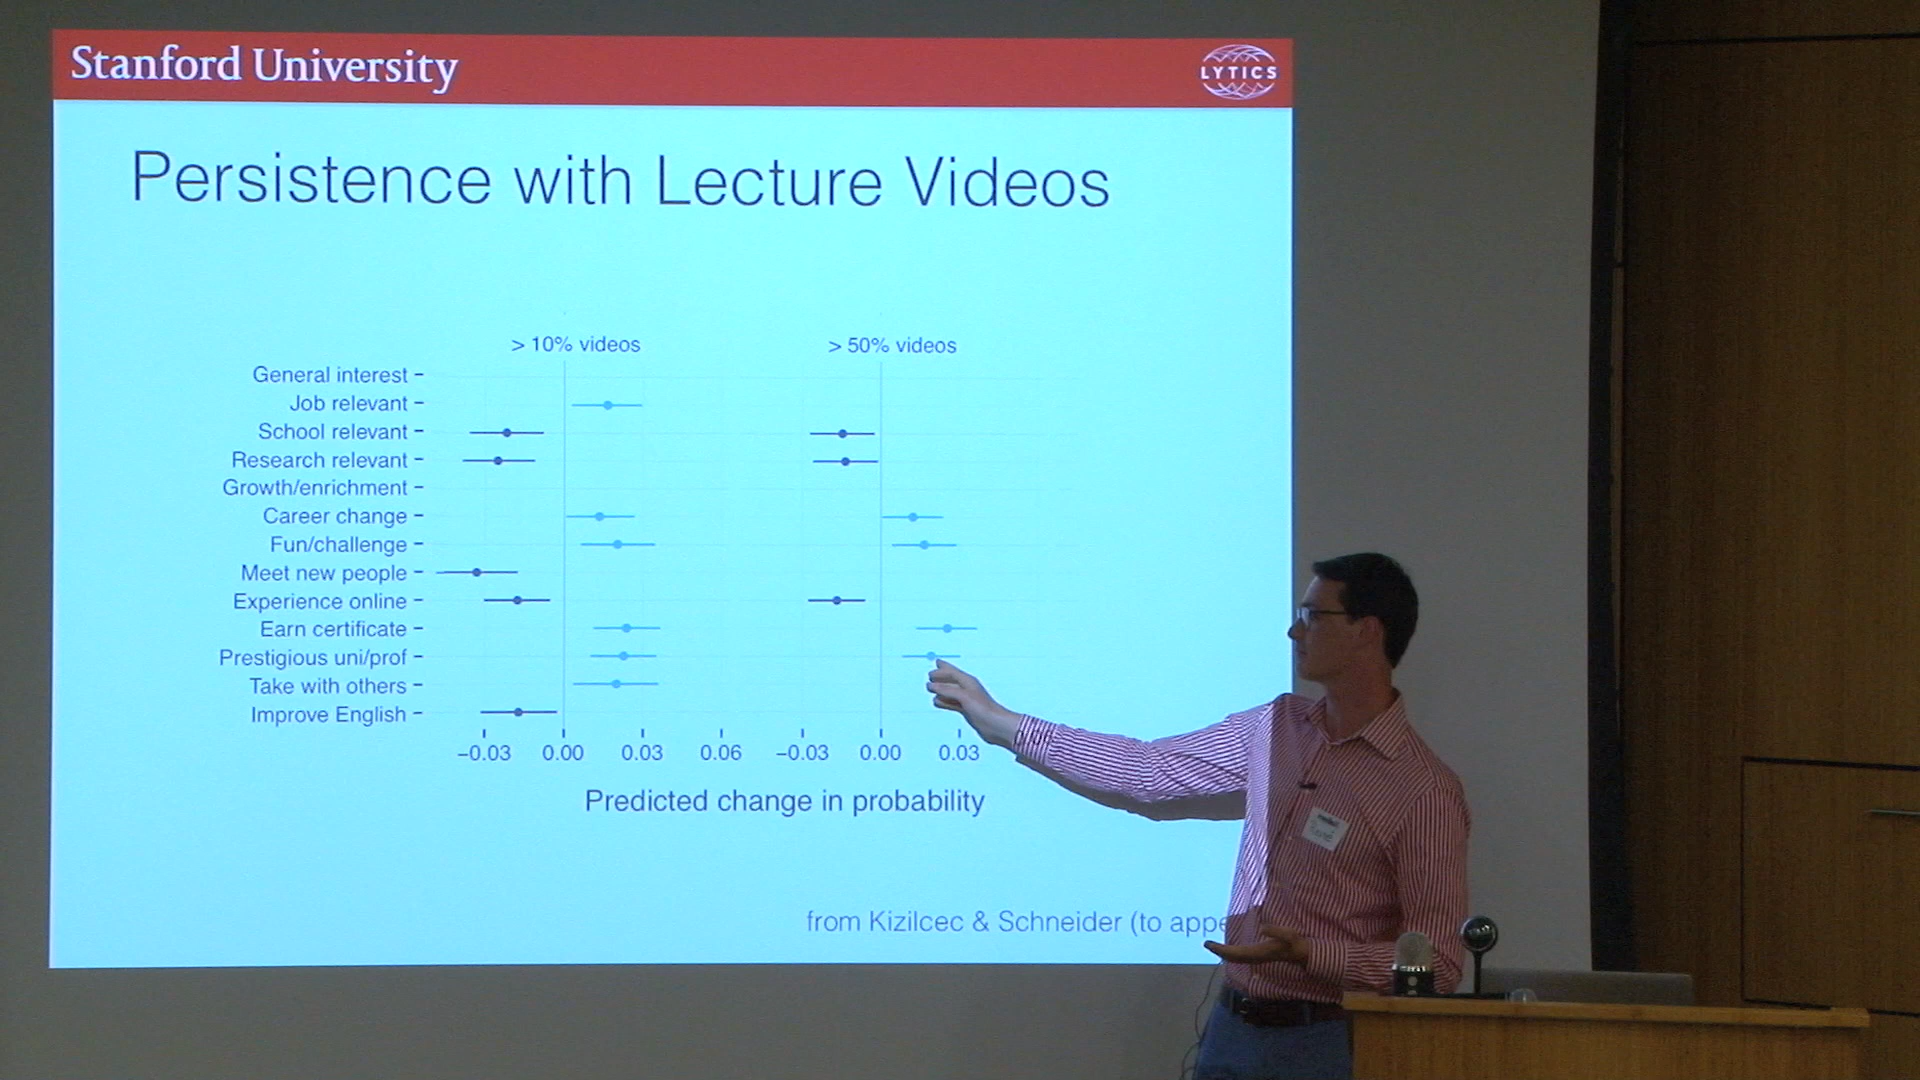 Stanford University
LYTICS
Persistence with Lecture Videos
> 10% videos
> 50% videos
General interest
Job relevant
School relevant
Research relevant
Growth/enrichment
Career change
Fun/challenge
Meet new people
Experience online
Earn certificate
Prestigious uni/prof
Take with others
Improve English
−0.03 0.00 0.03 0.06 −0.03 0.00 0.03
Predicted change in probability
from Kizilcec & Schneider (to appe